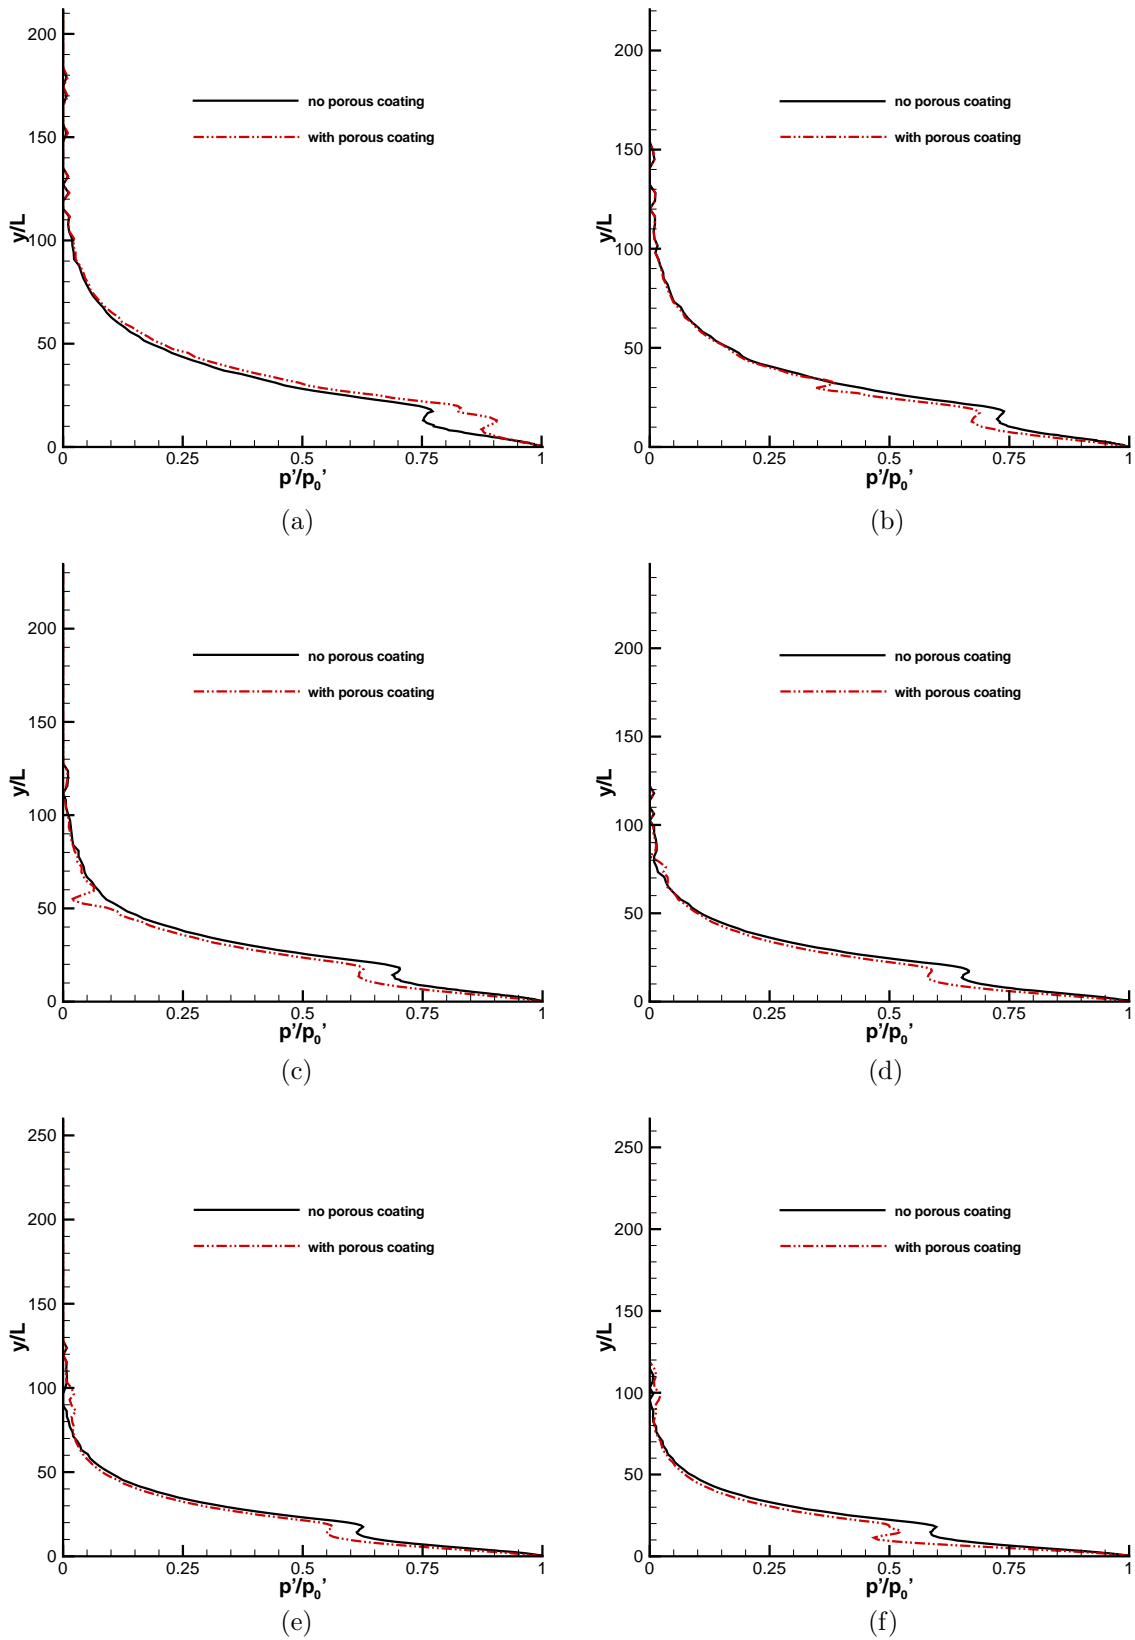 200
150
100
50
0
y/L
no porous coating
with porous coating
0 0.25 0.5 0.75 1
p'/p₀'
(a)
200
150
100
50
0
y/L
no porous coating
with porous coating
0 0.25 0.5 0.75 1
p'/p₀'
(b)
200
150
100
50
0
y/L
no porous coating
with porous coating
0 0.25 0.5 0.75 1
p'/p₀'
(c)
200
150
100
50
0
y/L
no porous coating
with porous coating
0 0.25 0.5 0.75 1
p'/p₀'
(d)
250
200
150
100
50
0
y/L
no porous coating
with porous coating
0 0.25 0.5 0.75 1
p'/p₀'
(e)
250
200
150
100
50
0
y/L
no porous coating
with porous coating
0 0.25 0.5 0.75 1
p'/p₀'
(f)